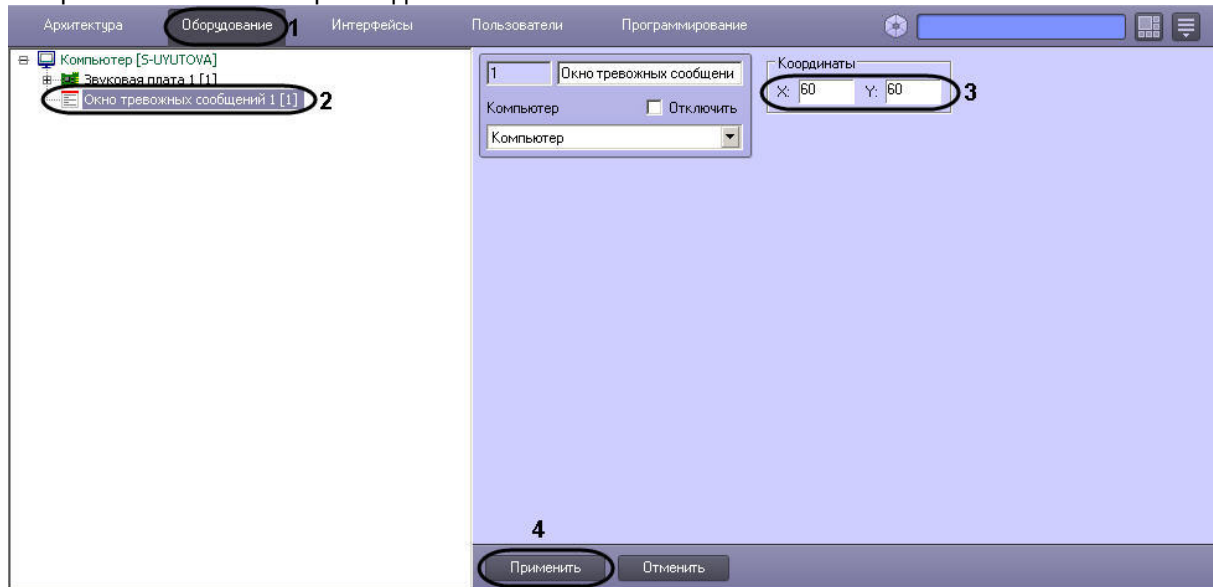 Архитектура Оборудование 1 Интерфейсы Пользователи Программирование
Компьютер [S-UYUTOVA]
Звуковая плата 1 [1]
Окно тревожных сообщений 1 [1] 2
1 Окно тревожных сообщени
Компьютер Отключить
Компьютер
Координаты
X: 60 Y: 60 3
4
Применить Отменить